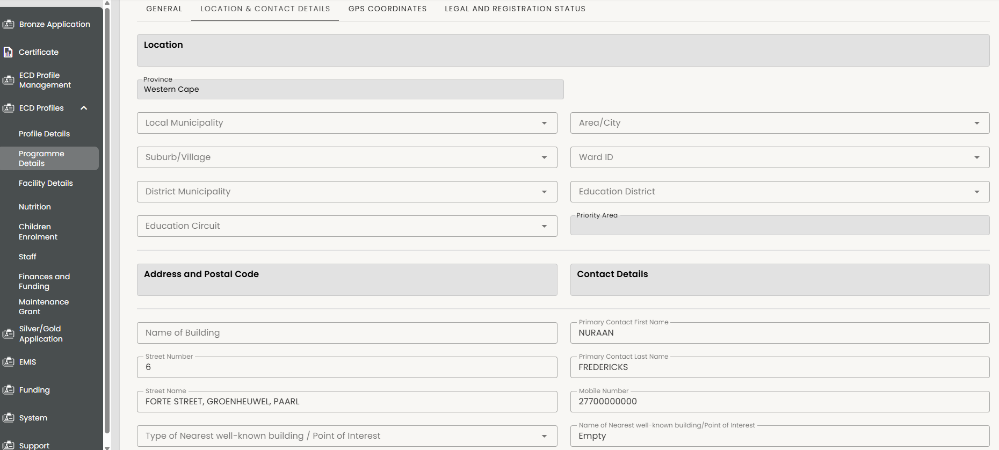 GENERAL
LOCATION & CONTACT DETAILS
GPS COORDINATES
LEGAL AND REGISTRATION STATUS
Bronze Application
Certificate
ECD Profile
Management
ECD Profiles
Profile Details
Programme
Details
Facility Details
Nutrition
Children
Enrolment
Staff
Finances and
Funding
Maintenance
Grant
Silver/Gold
Application
EMIS
Funding
System
Support
Location
Province
Western Cape
Local Municipality
Area/City
Suburb/Village
Ward ID
District Municipality
Education District
Education Circuit
Priority Area
Address and Postal Code
Contact Details
Name of Building
Primary Contact First Name
NURAAN
Street Number
6
Primary Contact Last Name
FREDERICKS
Street Name
FORTE STREET, GROENHEUWEL, PAARL
Mobile Number
27700000000
Type of Nearest well-known building / Point of Interest
Name of Nearest well-known building/Point of Interest
Empty